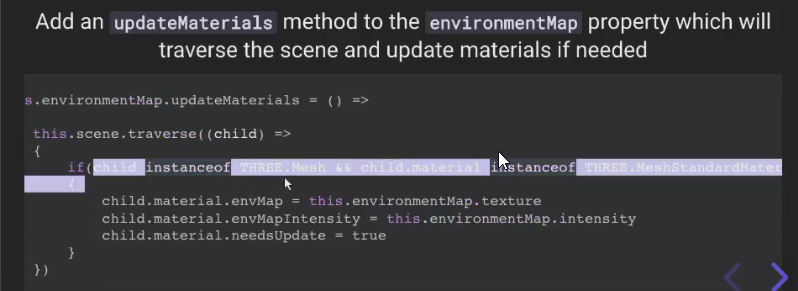 Add an updateMaterials method to the environmentMap property which will
traverse the scene and update materials if needed
s.environmentMap.updateMaterials = () =>
this.scene.traverse((child) =>
{
if(child instanceof THREE.Mesh && child.material instanceof THREE.MeshStandardMater
{
child.material.envMap = this.environmentMap.texture
child.material.envMapIntensity = this.environmentMap.intensity
child.material.needsUpdate = true
}
})